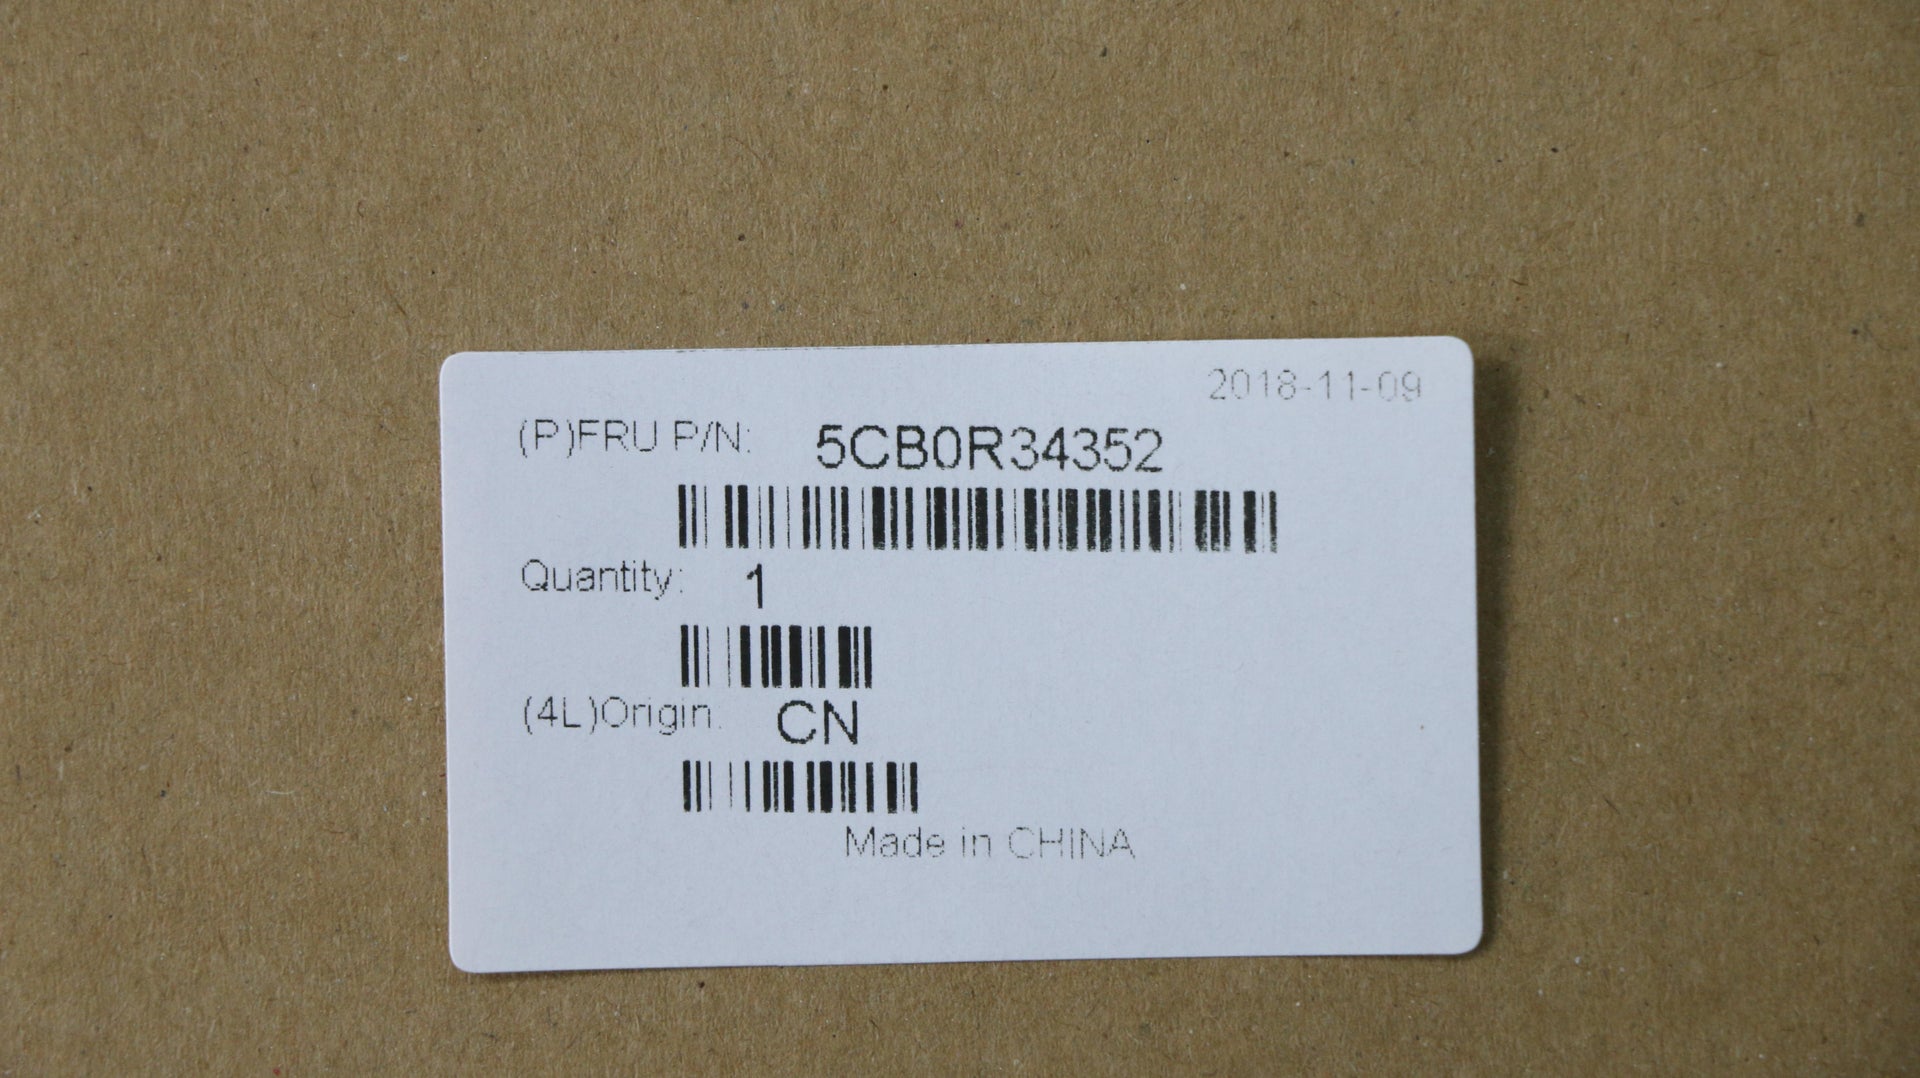 2018-11-09
(P)FRU P/N: 5CB0R34352
Quantity: 1
(4L)Origin: CN
Made in CHINA